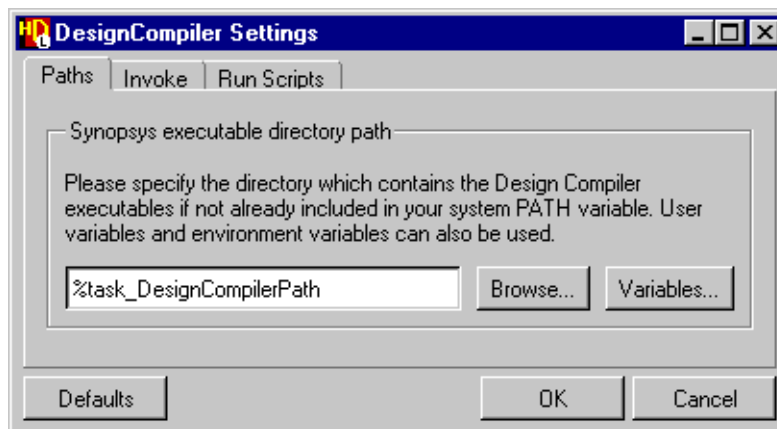 HDL DesignCompiler Settings
Paths Invoke Run Scripts
Synopsys executable directory path
Please specify the directory which contains the Design Compiler
executables if not already included in your system PATH variable. User
variables and environment variables can also be used.
%task_DesignCompilerPath Browse... Variables...
Defaults OK Cancel